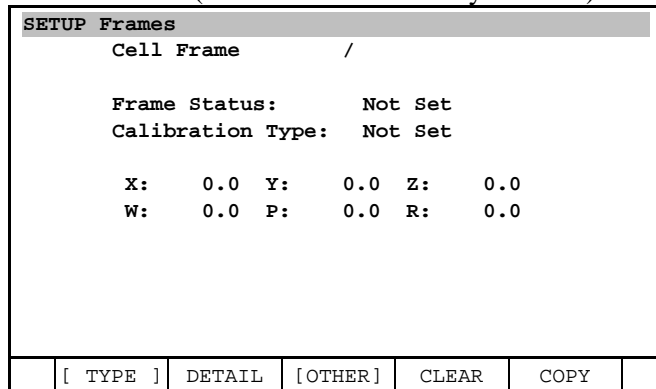 SETUP Frames
Cell Frame /
Frame Status: Not Set
Calibration Type: Not Set
X: 0.0 Y: 0.0 Z: 0.0
W: 0.0 P: 0.0 R: 0.0
[ TYPE ] DETAIL [OTHER] CLEAR COPY